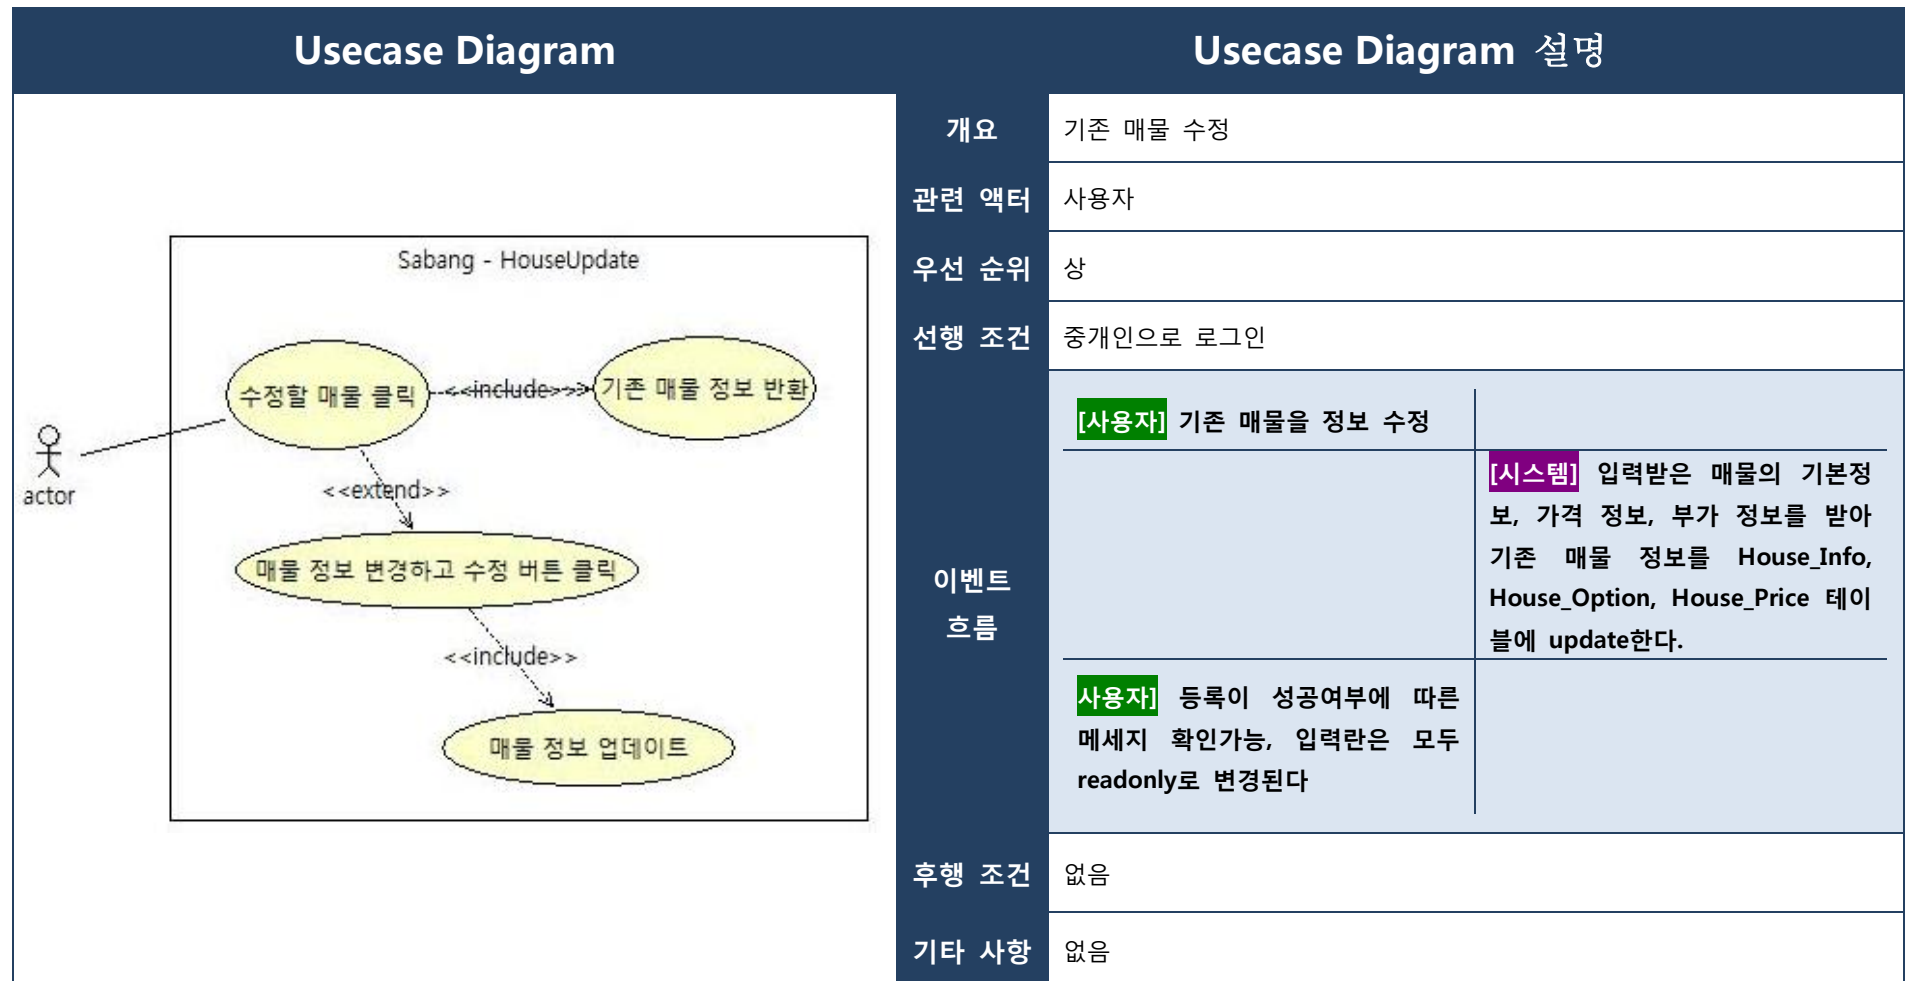 Usecase Diagram
Usecase Diagram 설명
Sabang - HouseUpdate
수정할 매물 클릭
<<include>>
기존 매물 정보 반환
actor
<<extend>>
매물 정보 변경하고 수정 버튼 클릭
<<include>>
매물 정보 업데이트
개요
기존 매물 수정
관련 액터
사용자
우선 순위
상
선행 조건
중개인으로 로그인
이벤트
흐름
[사용자] 기존 매물을 정보 수정
[시스템] 입력받은 매물의 기본정
보, 가격 정보, 부가 정보를 받아
기존 매물 정보를 House_Info,
House_Option, House_Price 테이
블에 update한다.
사용자] 등록이 성공여부에 따른
메세지 확인가능, 입력란은 모두
readonly로 변경된다
후행 조건
없음
기타 사항
없음